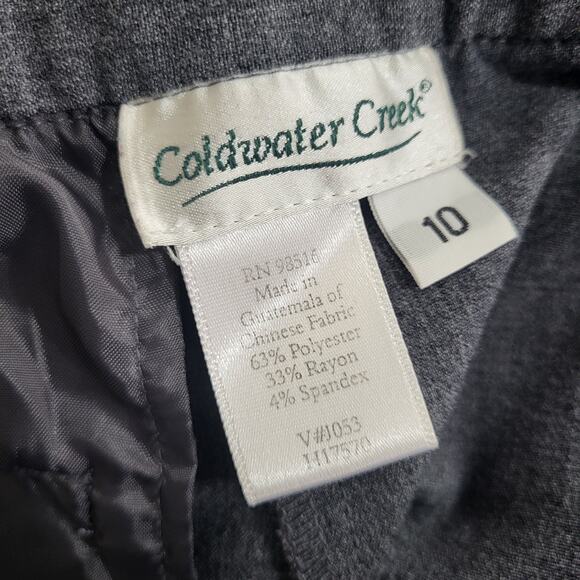 Coldwater Creek®
10
RN 98516
Made in
Guatemala of
Chinese Fabric
63% Polyester
33% Rayon
4% Spandex
V#J053
H17570